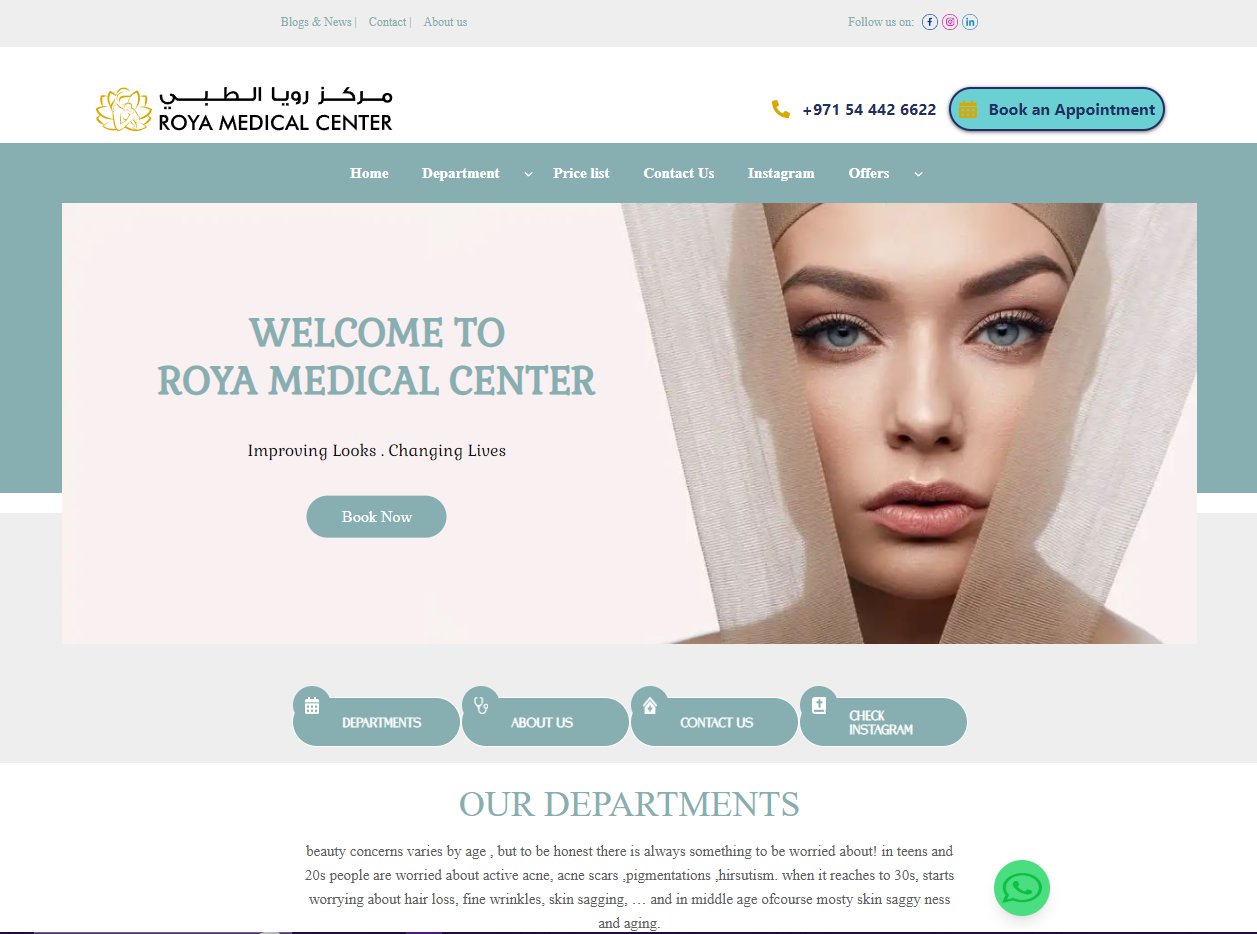 Blogs & News | Contact | About us
Follow us on:
مركز رويا الطبي
ROYA MEDICAL CENTER
+971 54 442 6622
Book an Appointment
Home Department Price list Contact Us Instagram Offers
WELCOME TO
ROYA MEDICAL CENTER
Improving Looks . Changing Lives
Book Now
DEPARTMENTS
ABOUT US
CONTACT US
CHECK
INSTAGRAM
OUR DEPARTMENTS
beauty concerns varies by age , but to be honest there is always something to be worried about! in teens and
20s people are worried about active acne, acne scars ,pigmentations ,hirsutism. when it reaches to 30s, starts
worrying about hair loss, fine wrinkles, skin sagging, … and in middle age ofcourse mosty skin saggy ness
and aging.